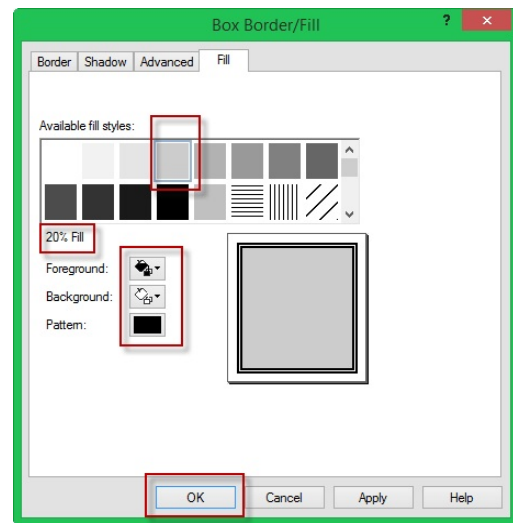 Box Border/Fill
?
×
Border Shadow Advanced Fill
Available fill styles:
20% Fill
Foreground:
Background:
Pattern:
OK Cancel Apply Help